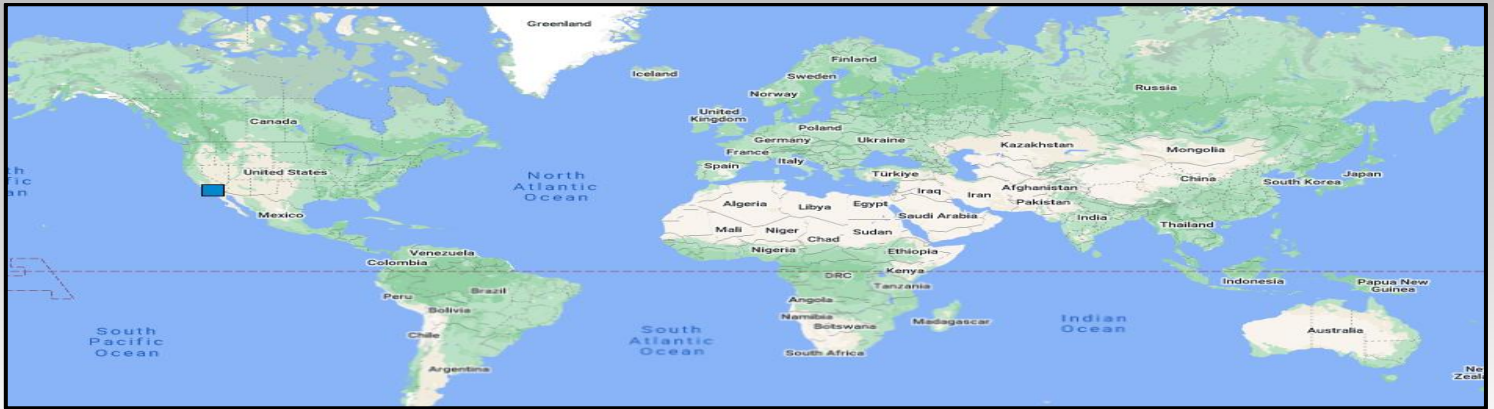 Greenland
Iceland
Finland
Sweden
Norway
Russia
United
Kingdom
Canada
Poland
Germany
Ukraine
France
Kazakhstan
Mongolia
Italy
Spain
United States
Türkiye
China
Japan
South Korea
North
Atlantic
Ocean
Iraq
Iran
Afghanistan
Pakistan
Algeria
Libya
Egypt
Saudi Arabia
India
Mexico
Thailand
Mali
Niger
Chad
Sudan
Nigeria
Ethiopia
Venezuela
Colombia
Kenya
DRC
Tanzania
Indonesia
Papua New
Guinea
Peru
Brazil
Angola
Bolivia
Namibia
Botswana
Madagascar
Indian
Ocean
Australia
South
Pacific
Ocean
Chile
South
Atlantic
Ocean
South Africa
Argentina